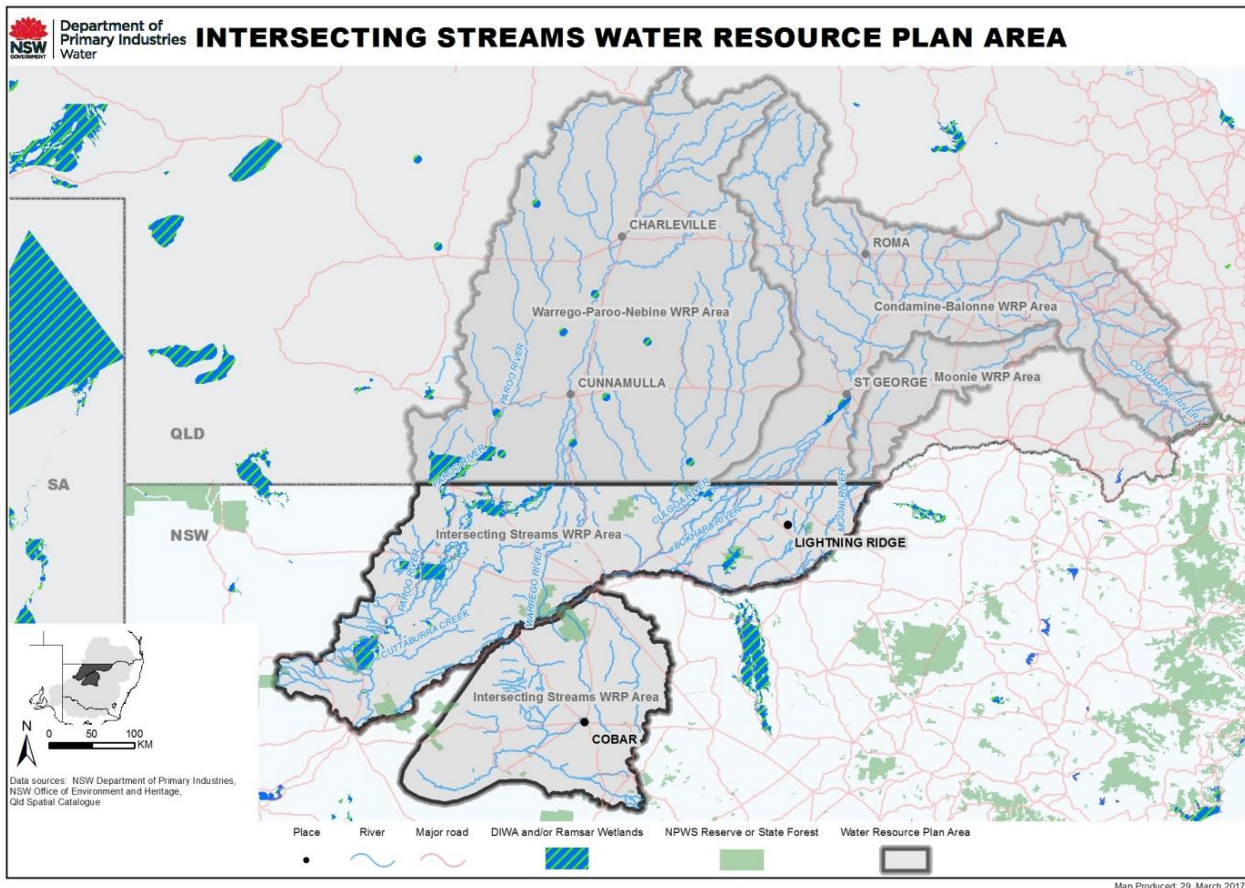 Department of
Primary Industries
Water
NSW
GOVERNMENT
INTERSECTING STREAMS WATER RESOURCE PLAN AREA
CHARLEVILLE
ROMA
Warrego-Paroo-Nebine WRP Area
Condamine-Balonne WRP Area
PAROO RIVER
CUNNAMULLA
ST GEORGE
Moonie WRP Area
CONDAMINE RIVER
QLD
PAROO RIVER
SA
CULGOA RIVER
MOONI RIVER
BOKHARA RIVER
NSW
Intersecting Streams WRP Area
LIGHTNING RIDGE
PAROO RIVER
WARREGO RIVER
CUTTABURRA CREEK
Intersecting Streams WRP Area
COBAR
N
0 50 100
KM
Data sources: NSW Department of Primary Industries,
NSW Office of Environment and Heritage,
Qld Spatial Catalogue
Place River Major road DIWA and/or Ramsar Wetlands NPWS Reserve or State Forest Water Resource Plan Area
Map Produced: 29, March 2017